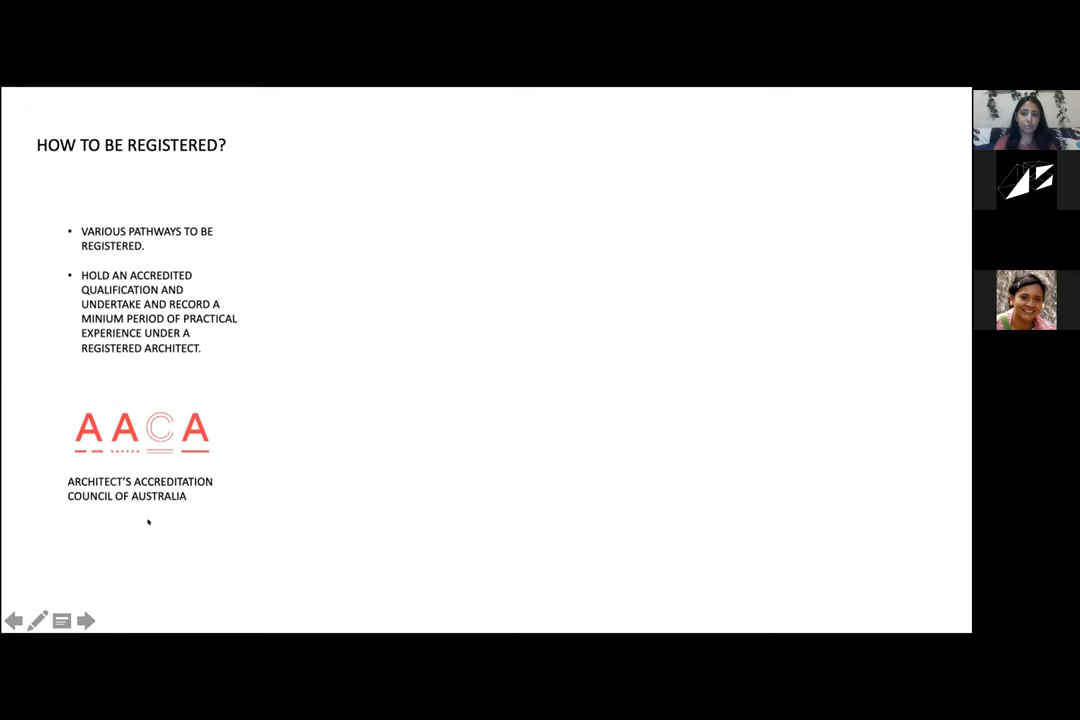 HOW TO BE REGISTERED?
• VARIOUS PATHWAYS TO BE
REGISTERED.
• HOLD AN ACCREDITED
QUALIFICATION AND
UNDERTAKE AND RECORD A
MINIUM PERIOD OF PRACTICAL
EXPERIENCE UNDER A
REGISTERED ARCHITECT.
AACA
ARCHITECT'S ACCREDITATION
COUNCIL OF AUSTRALIA